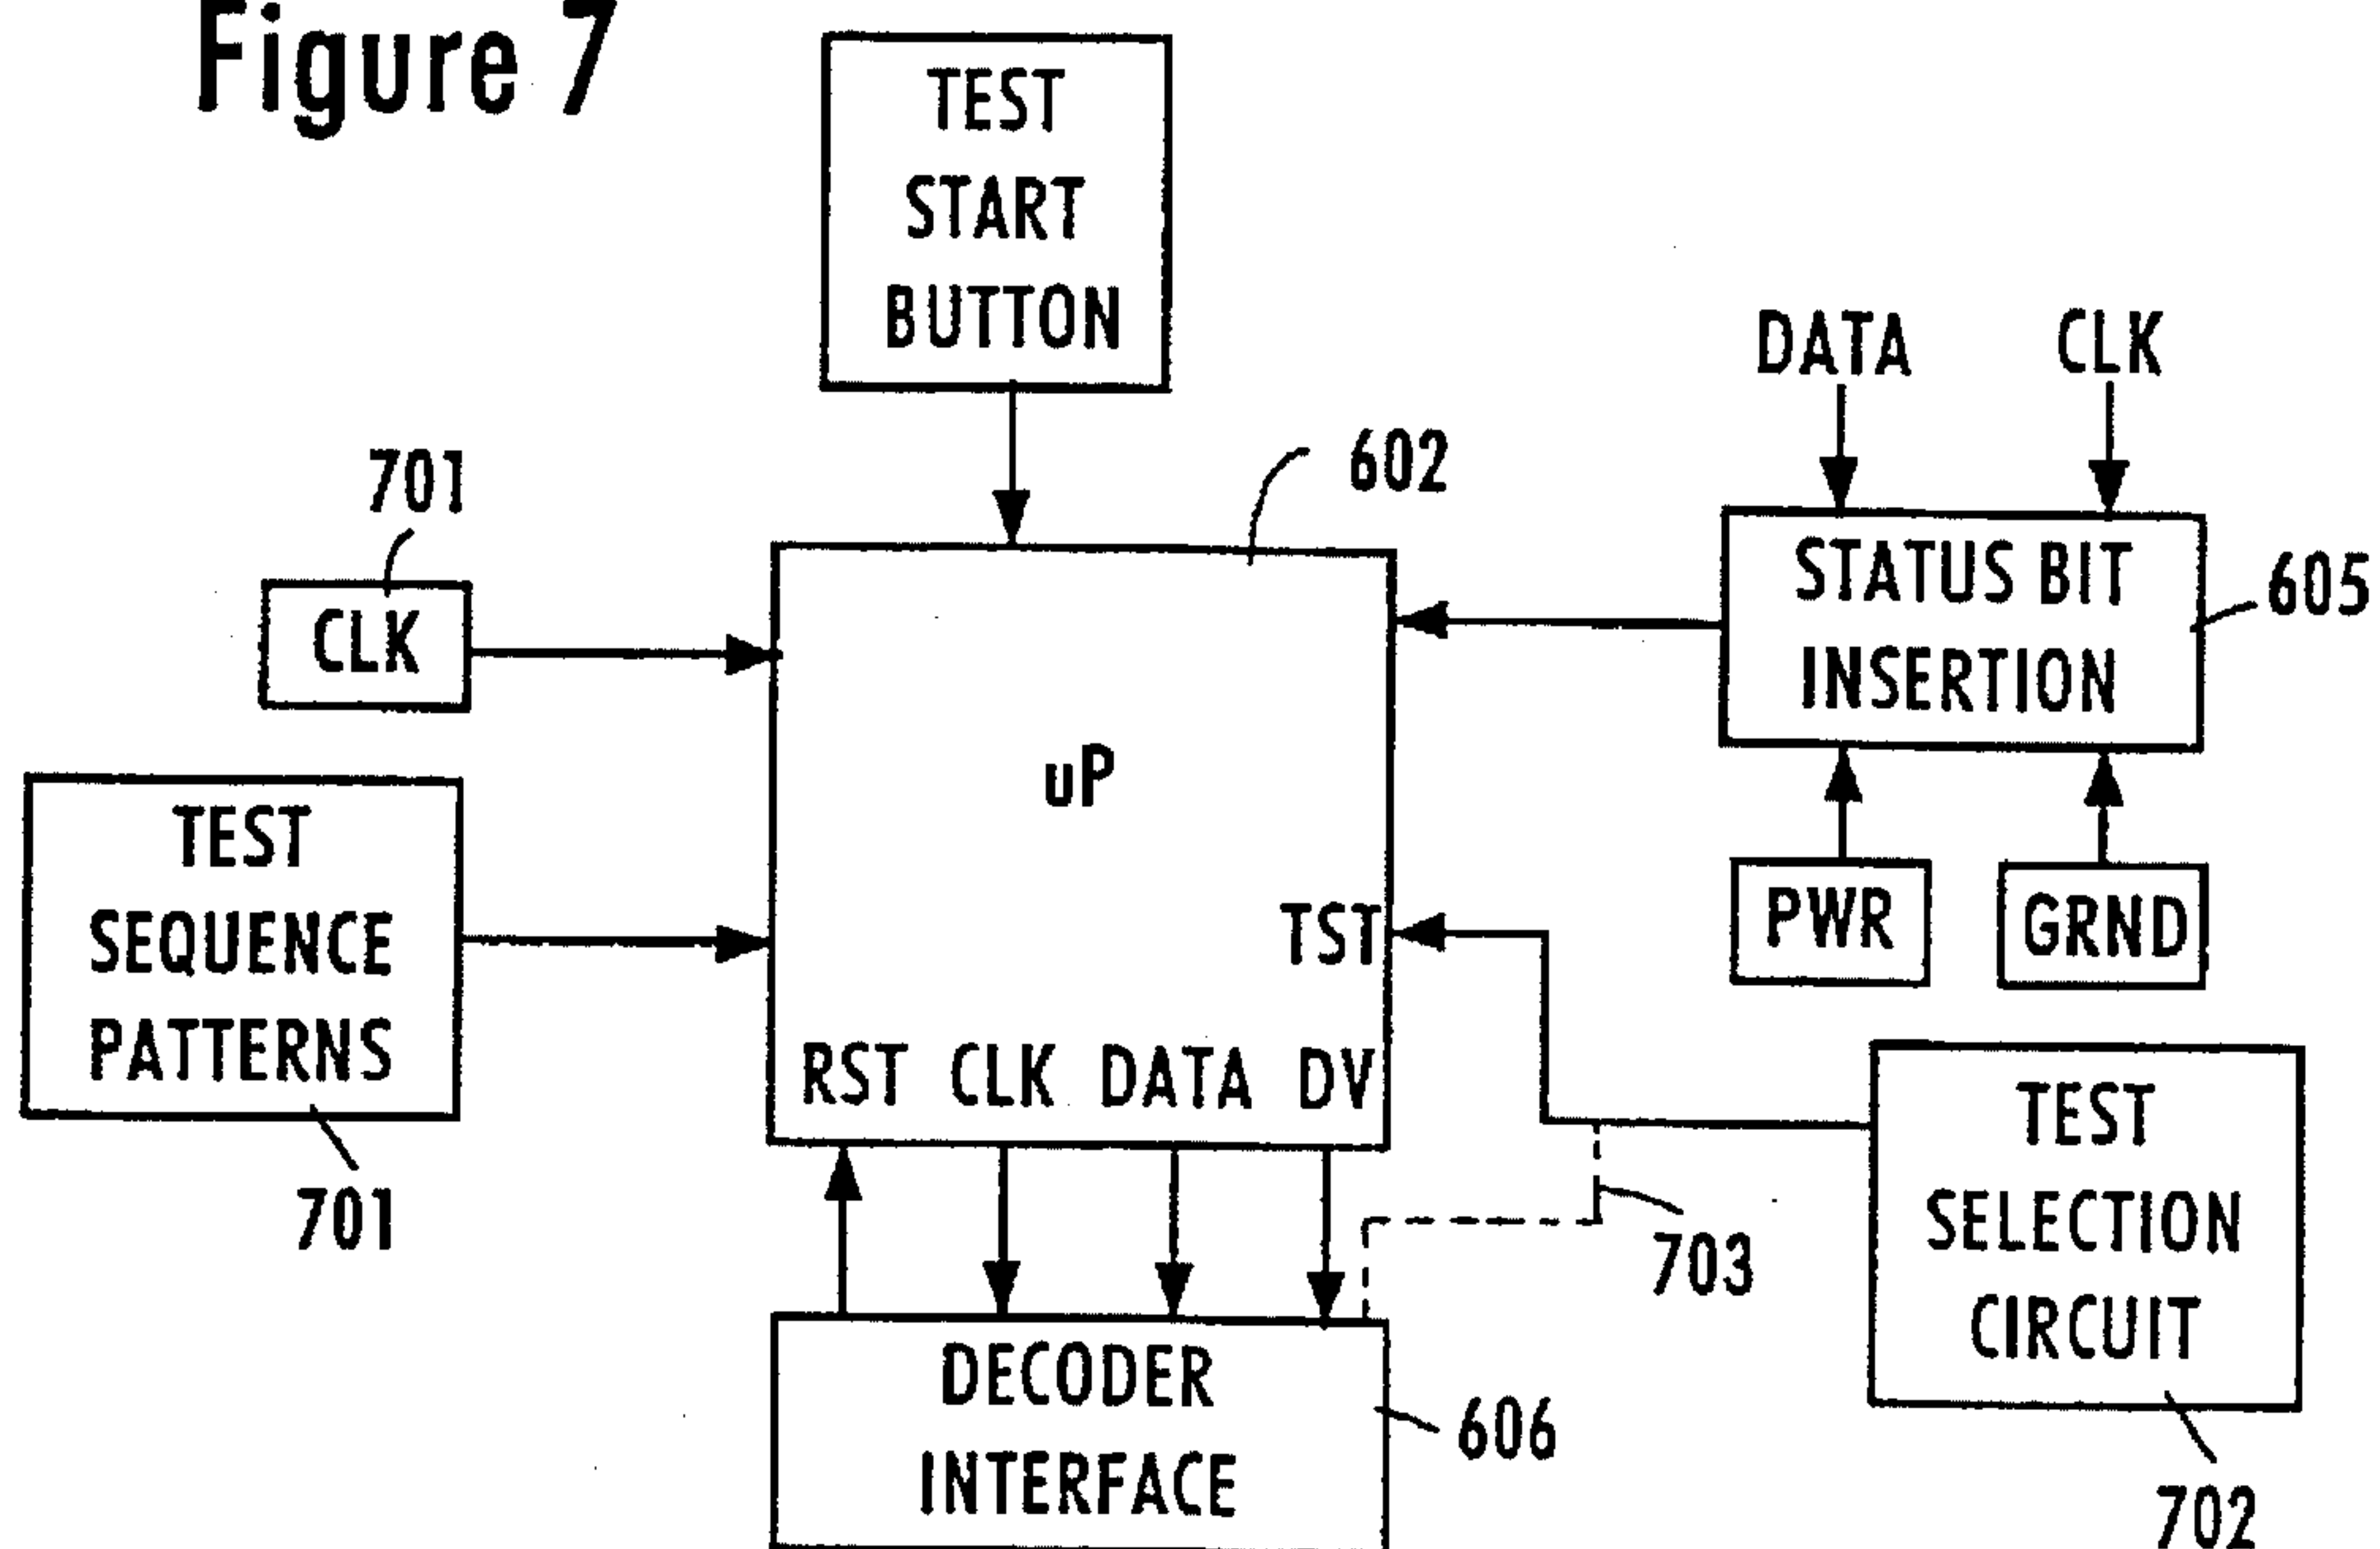 Figure 7
TEST
START
BUTTON
DATA
CLK
701
602
CLK
STATUS BIT
INSERTION
605
uP
TEST
SEQUENCE
PATTERNS
PWR
GRND
TST
RST CLK DATA DV
701
703
TEST
SELECTION
CIRCUIT
DECODER
INTERFACE
606
702